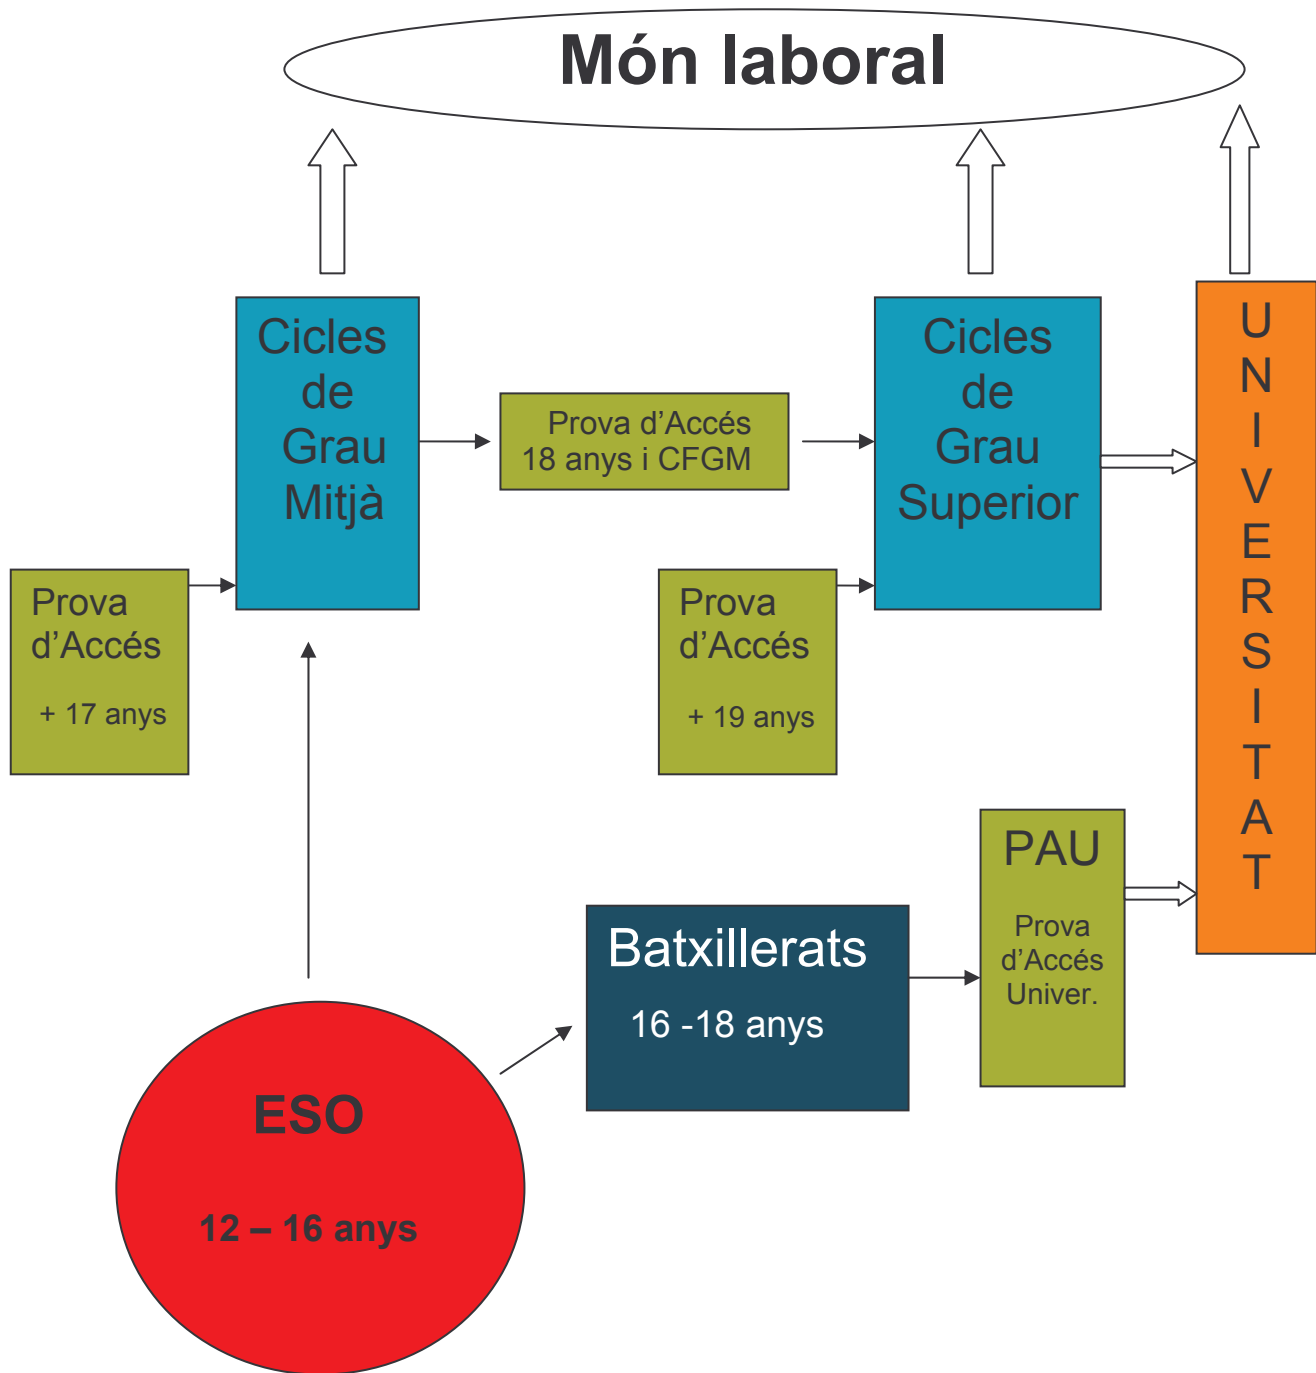 Món laboral
Cicles
de
Grau
Mitjà
Prova d'Accés
18 anys i CFGM
Cicles
de
Grau
Superior
U
N
I
V
E
R
S
I
T
A
T
Prova
d'Accés
+ 17 anys
Prova
d'Accés
+ 19 anys
PAU
Prova
d'Accés
Univer.
Batxillerats
16 -18 anys
ESO
12 – 16 anys